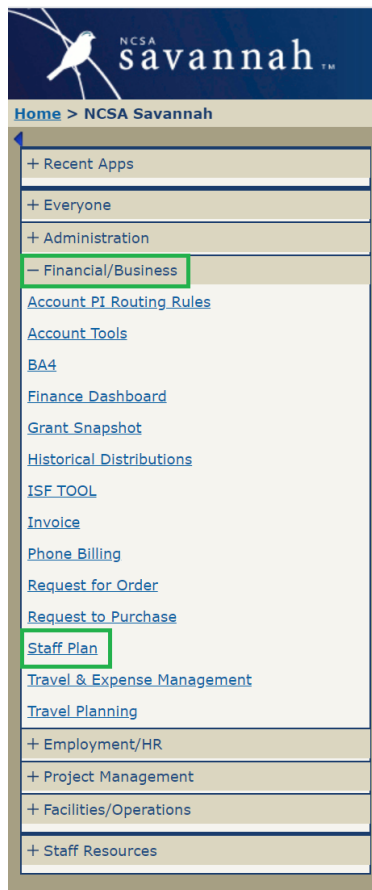 NCSA
savannah TM
Home > NCSA Savannah
+ Recent Apps
+ Everyone
+ Administration
− Financial/Business
Account PI Routing Rules
Account Tools
BA4
Finance Dashboard
Grant Snapshot
Historical Distributions
ISF TOOL
Invoice
Phone Billing
Request for Order
Request to Purchase
Staff Plan
Travel & Expense Management
Travel Planning
+ Employment/HR
+ Project Management
+ Facilities/Operations
+ Staff Resources